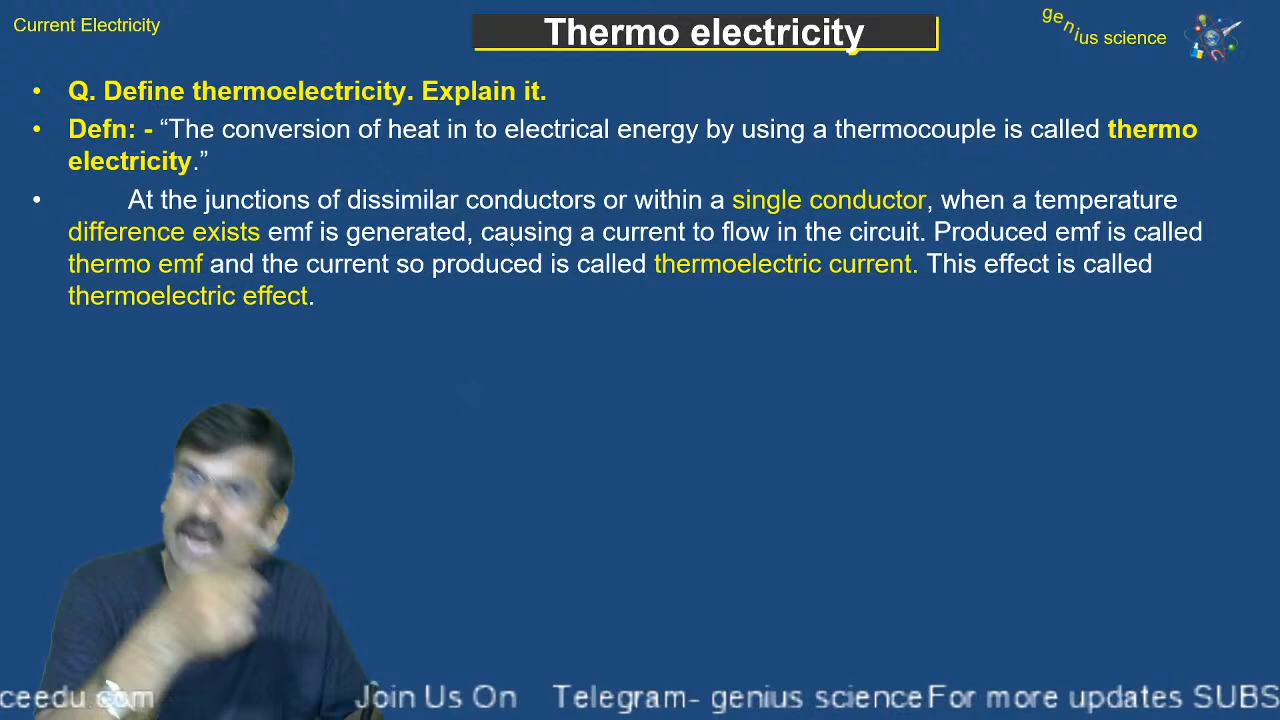 Current Electricity
Thermo electricity
genius science
• Q. Define thermoelectricity. Explain it.
• Defn: - “The conversion of heat in to electrical energy by using a thermocouple is called thermo
electricity.”
• At the junctions of dissimilar conductors or within a single conductor, when a temperature
difference exists emf is generated, causing a current to flow in the circuit. Produced emf is called
thermo emf and the current so produced is called thermoelectric current. This effect is called
thermoelectric effect.
ceedu.com Join Us On Telegram- genius science For more updates SUBS